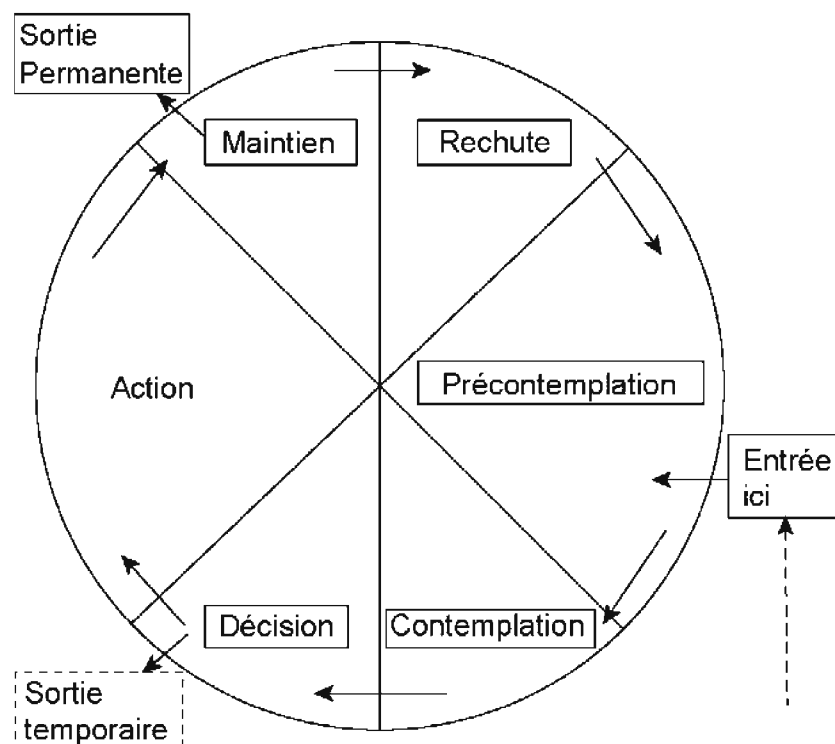 Sortie
Permanente
Maintien
Rechute
Action
Précontemplation
Entrée
ici
Décision
Contemplation
Sortie
temporaire